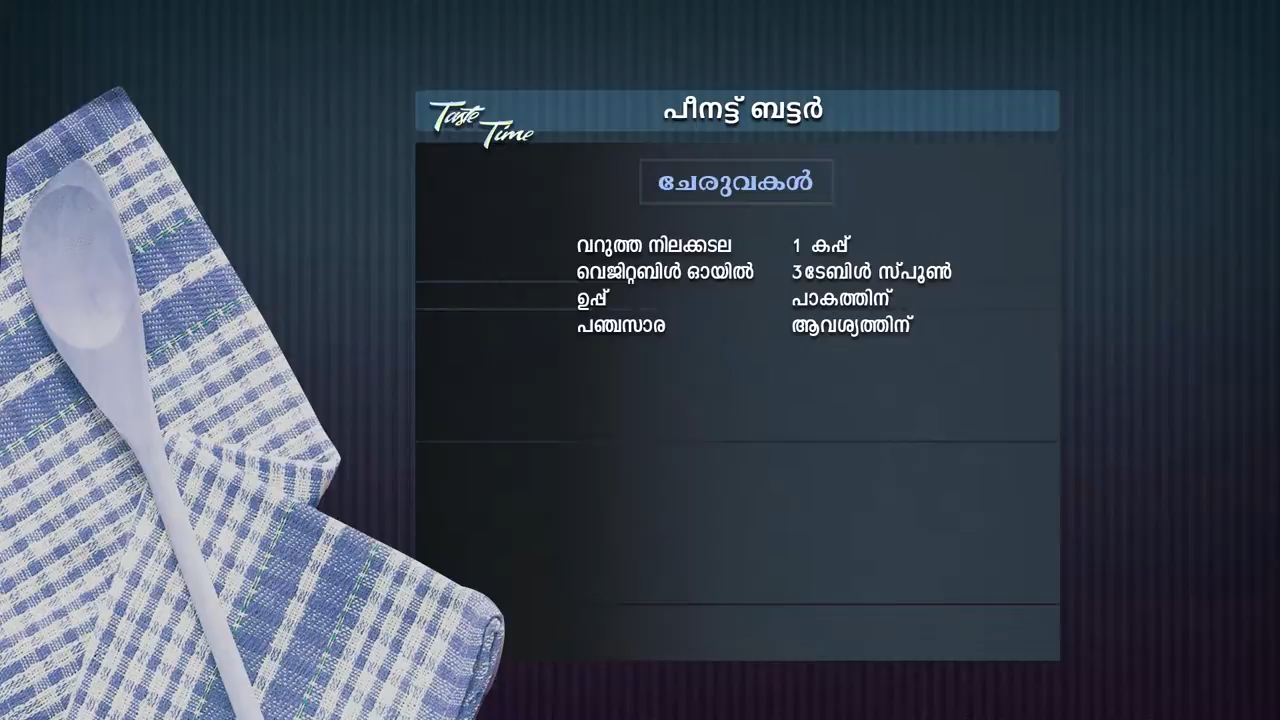 Taste Time
പീനട്ട് ബട്ടർ
ചേരുവകൾ
വറുത്ത നിലക്കടല 1 കപ്പ്
വെജിറ്റബിൾ ഓയിൽ 3ടേബിൾ സ്പൂൺ
ഉപ്പ് പാകത്തിന്
പഞ്ചസാര ആവശ്യത്തിന്